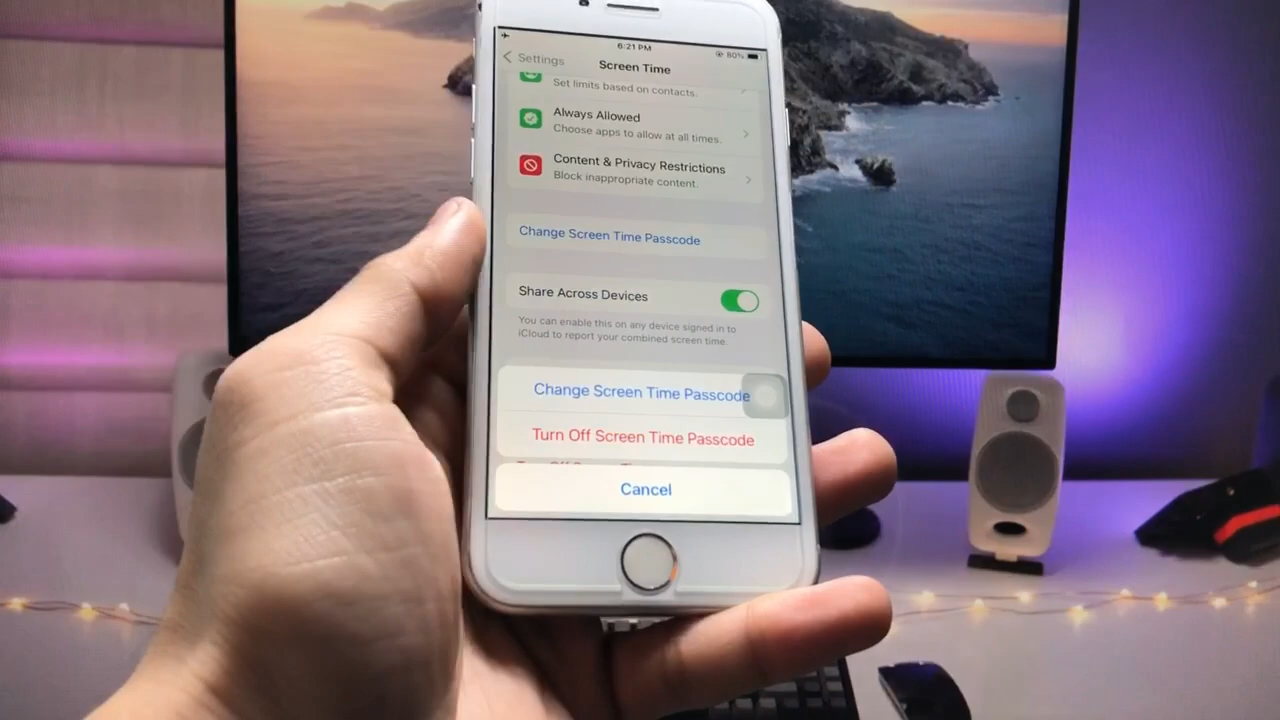 6:21 PM
80%
Settings
Screen Time
Set limits based on contacts.
Always Allowed
Choose apps to allow at all times.
Content & Privacy Restrictions
Block inappropriate content.
Change Screen Time Passcode
Share Across Devices
You can enable this on any device signed in to
iCloud to report your combined screen time.
Change Screen Time Passcode
Turn Off Screen Time Passcode
Cancel